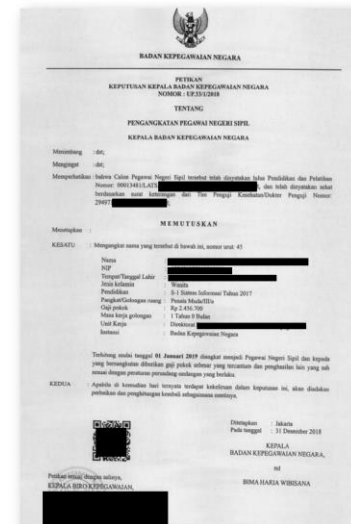 BADAN KEPEGAWAIAN NEGARA
PETIKAN
KEPUTUSAN KEPALA BADAN KEPEGAWAIAN NEGARA
NOMOR : UP.33/1/2018
TENTANG
PENGANGKATAN PEGAWAI NEGERI SIPIL
KEPALA BADAN KEPEGAWAIAN NEGARA
Menimbang : dst;
Mengingat : dst;
Memperhatikan : bahwa Calon Pegawai Negeri Sipil tersebut telah dinyatakan lulus Pendidikan dan Pelatihan
Nomor: 00013481/LATS , dan telah dinyatakan sehat
berdasarkan surat keterangan dari Tim Penguji Kesehatan/Dokter Penguji Nomor:
29497/
MEMUTUSKAN
Menetapkan :
KESATU : Mengangkat nama yang tersebut di bawah ini, nomor urut: 45
Nama :
NIP :
Tempat/Tanggal Lahir :
Jenis kelamin : Wanita
Pendidikan : S-1 Sistem Informasi Tahun 2017
Pangkat/Golongan ruang : Penata Muda/III/a
Gaji pokok : Rp 2.456.700
Masa kerja golongan : 1 Tahun 0 Bulan
Unit Kerja : Direktorat
Instansi : Badan Kepegawaian Negara
Terhitung mulai tanggal 01 Januari 2019 diangkat menjadi Pegawai Negeri Sipil dan kepada
yang bersangkutan diberikan gaji pokok sebesar yang tercantum dan penghasilan lain yang sah
sesuai dengan peraturan perundang-undangan yang berlaku.
KEDUA : Apabila di kemudian hari ternyata terdapat kekeliruan dalam keputusan ini, akan diadakan
perbaikan dan penghitungan kembali sebagaimana mestinya.
Ditetapkan : Jakarta
Pada tanggal : 31 Desember 2018
KEPALA
BADAN KEPEGAWAIAN NEGARA,
ttd
BIMA HARIA WIBISANA
Petikan sesuai dengan aslinya,
KEPALA BIRO KEPEGAWAIAN,